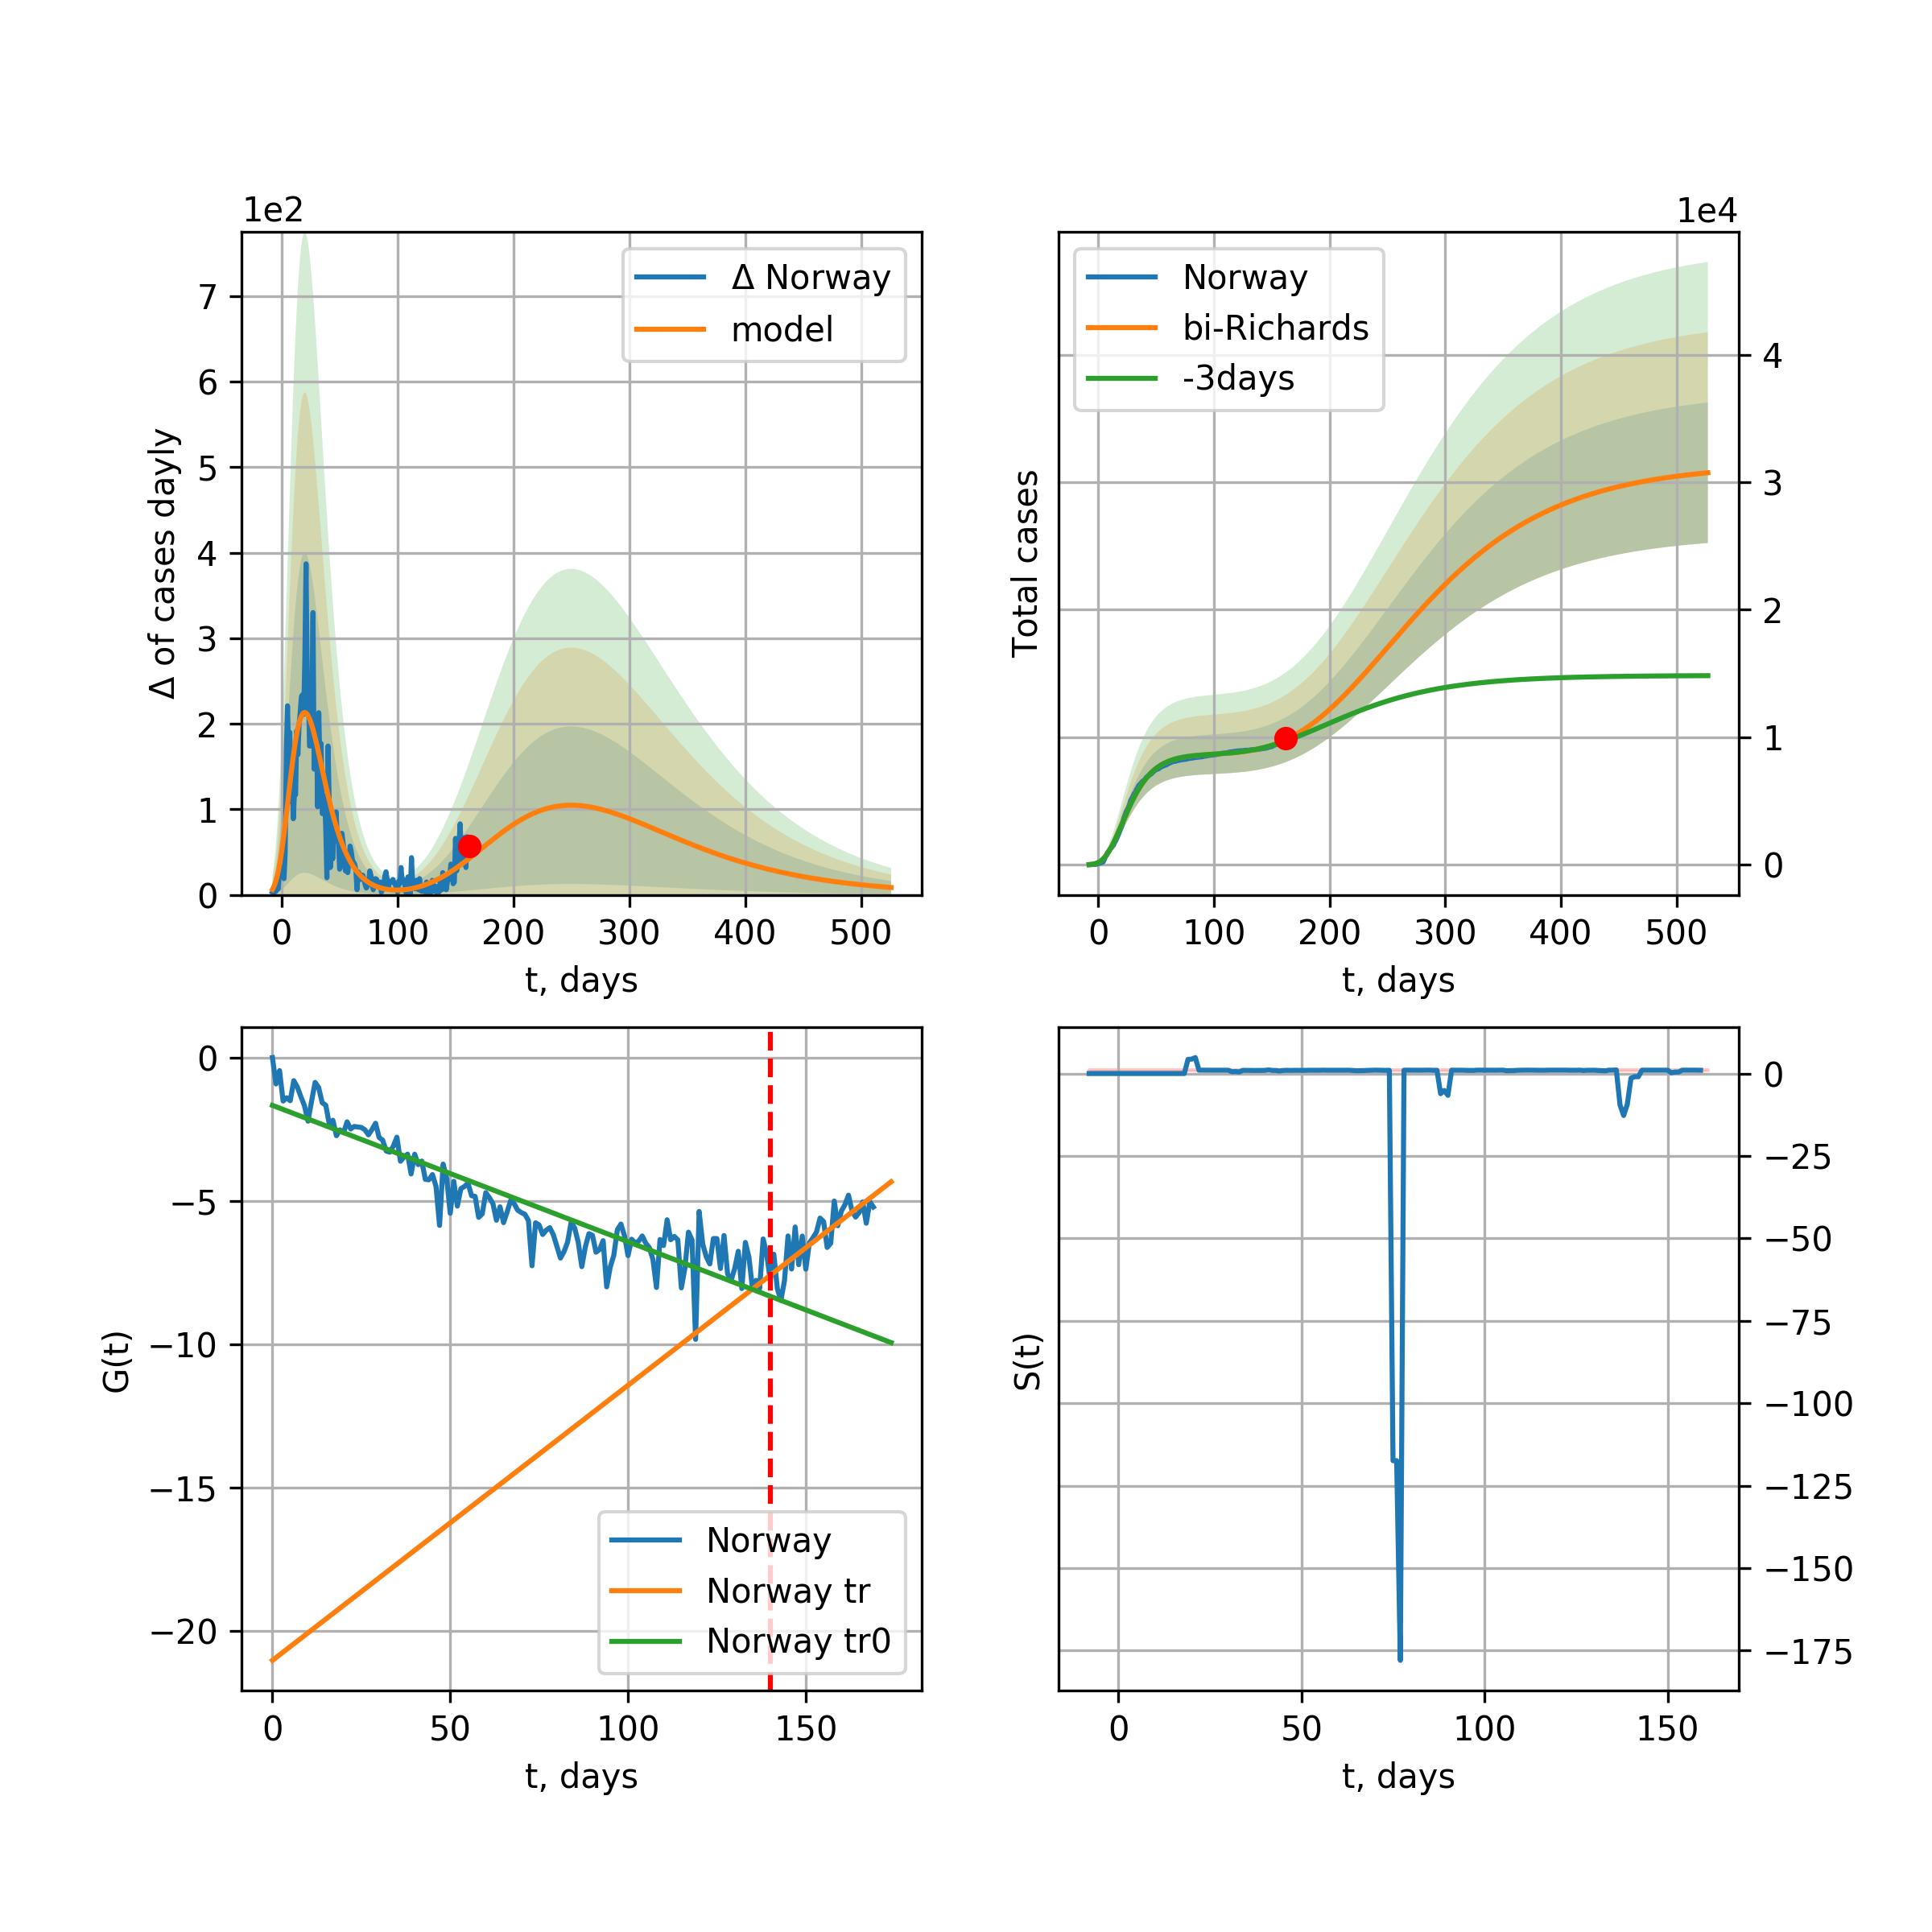 1e2
Δ of cases dayly
7
6
5
4
3
2
1
0
0 100 200 300 400 500
t, days
Δ Norway
model
1e4
Total cases
4
3
2
1
0
0 100 200 300 400 500
t, days
Norway
bi-Richards
-3days
G(t)
0
−5
−10
−15
−20
0 50 100 150
t, days
Norway
Norway tr
Norway tr0
S(t)
0
−25
−50
−75
−100
−125
−150
−175
0 50 100 150
t, days